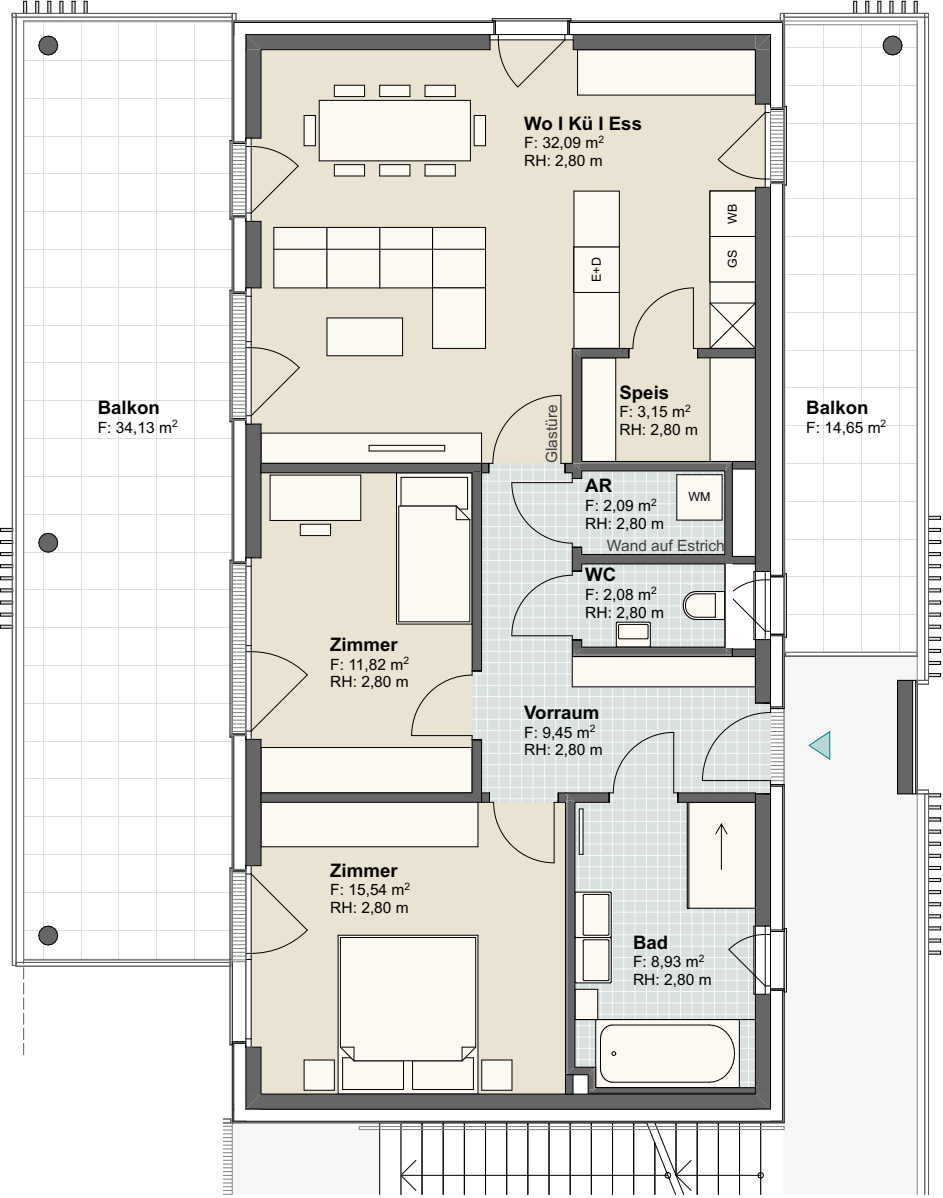 Wo I Kü I Ess
F: 32,09 m²
RH: 2,80 m
WB
GS
E+D
Balkon
F: 34,13 m²
Speis
F: 3,15 m²
RH: 2,80 m
Balkon
F: 14,65 m²
Glastüre
AR
F: 2,09 m²
RH: 2,80 m
WM
Wand auf Estrich
WC
F: 2,08 m²
RH: 2,80 m
Zimmer
F: 11,82 m²
RH: 2,80 m
Vorraum
F: 9,45 m²
RH: 2,80 m
Zimmer
F: 15,54 m²
RH: 2,80 m
Bad
F: 8,93 m²
RH: 2,80 m